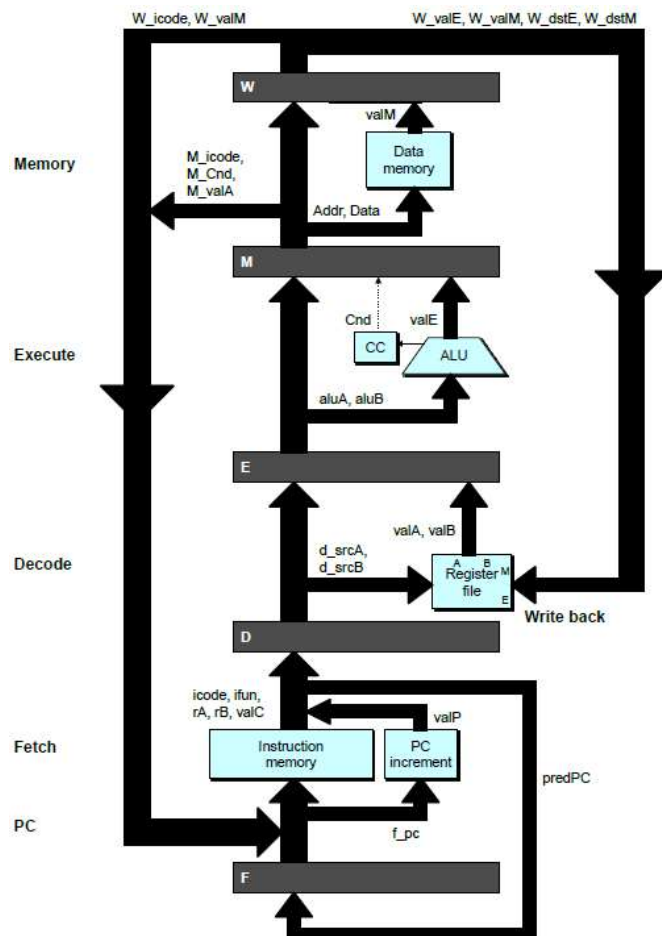 W_icode, W_valM
W_valE, W_valM, W_dstE, W_dstM
W
valM
Memory
M_icode,
M_Cnd,
M_valA
Data
memory
Addr, Data
M
Cnd
valE
Execute
CC
ALU
aluA, aluB
E
valA, valB
Decode
d_srcA,
d_srcB
A B M
Register
file
E
Write back
D
icode, ifun,
rA, rB, valC
valP
Fetch
Instruction
memory
PC
increment
predPC
PC
f_pc
F